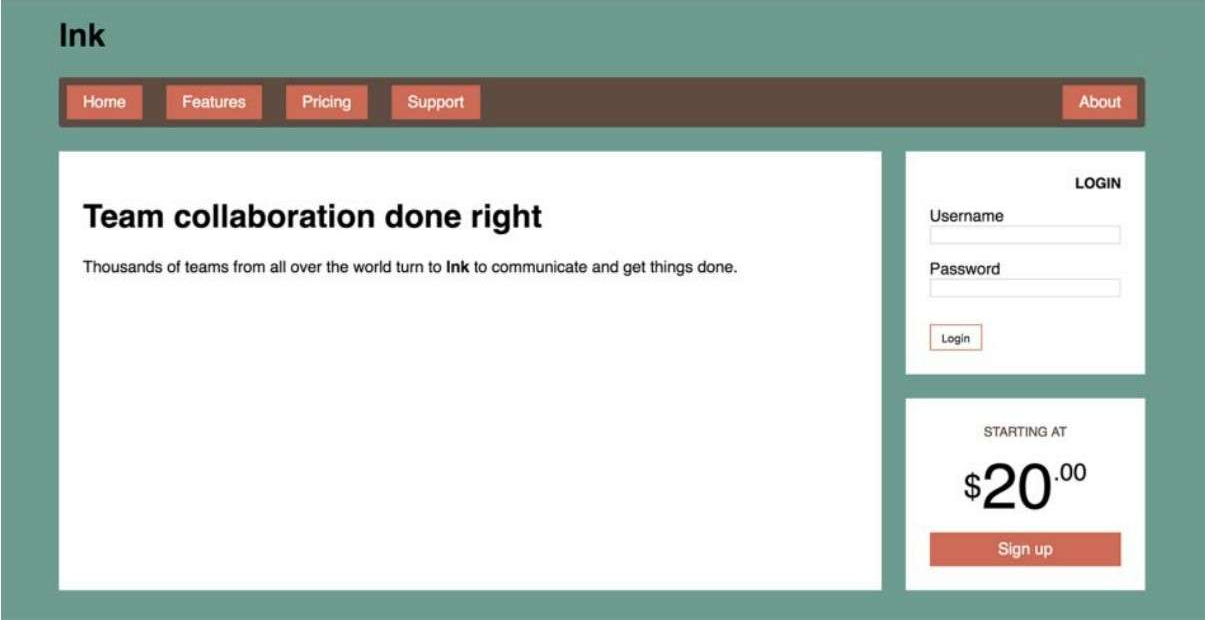 Ink
Home Features Pricing Support About
Team collaboration done right
Thousands of teams from all over the world turn to Ink to communicate and get things done.
LOGIN
Username
Password
Login
STARTING AT
$20.00
Sign up